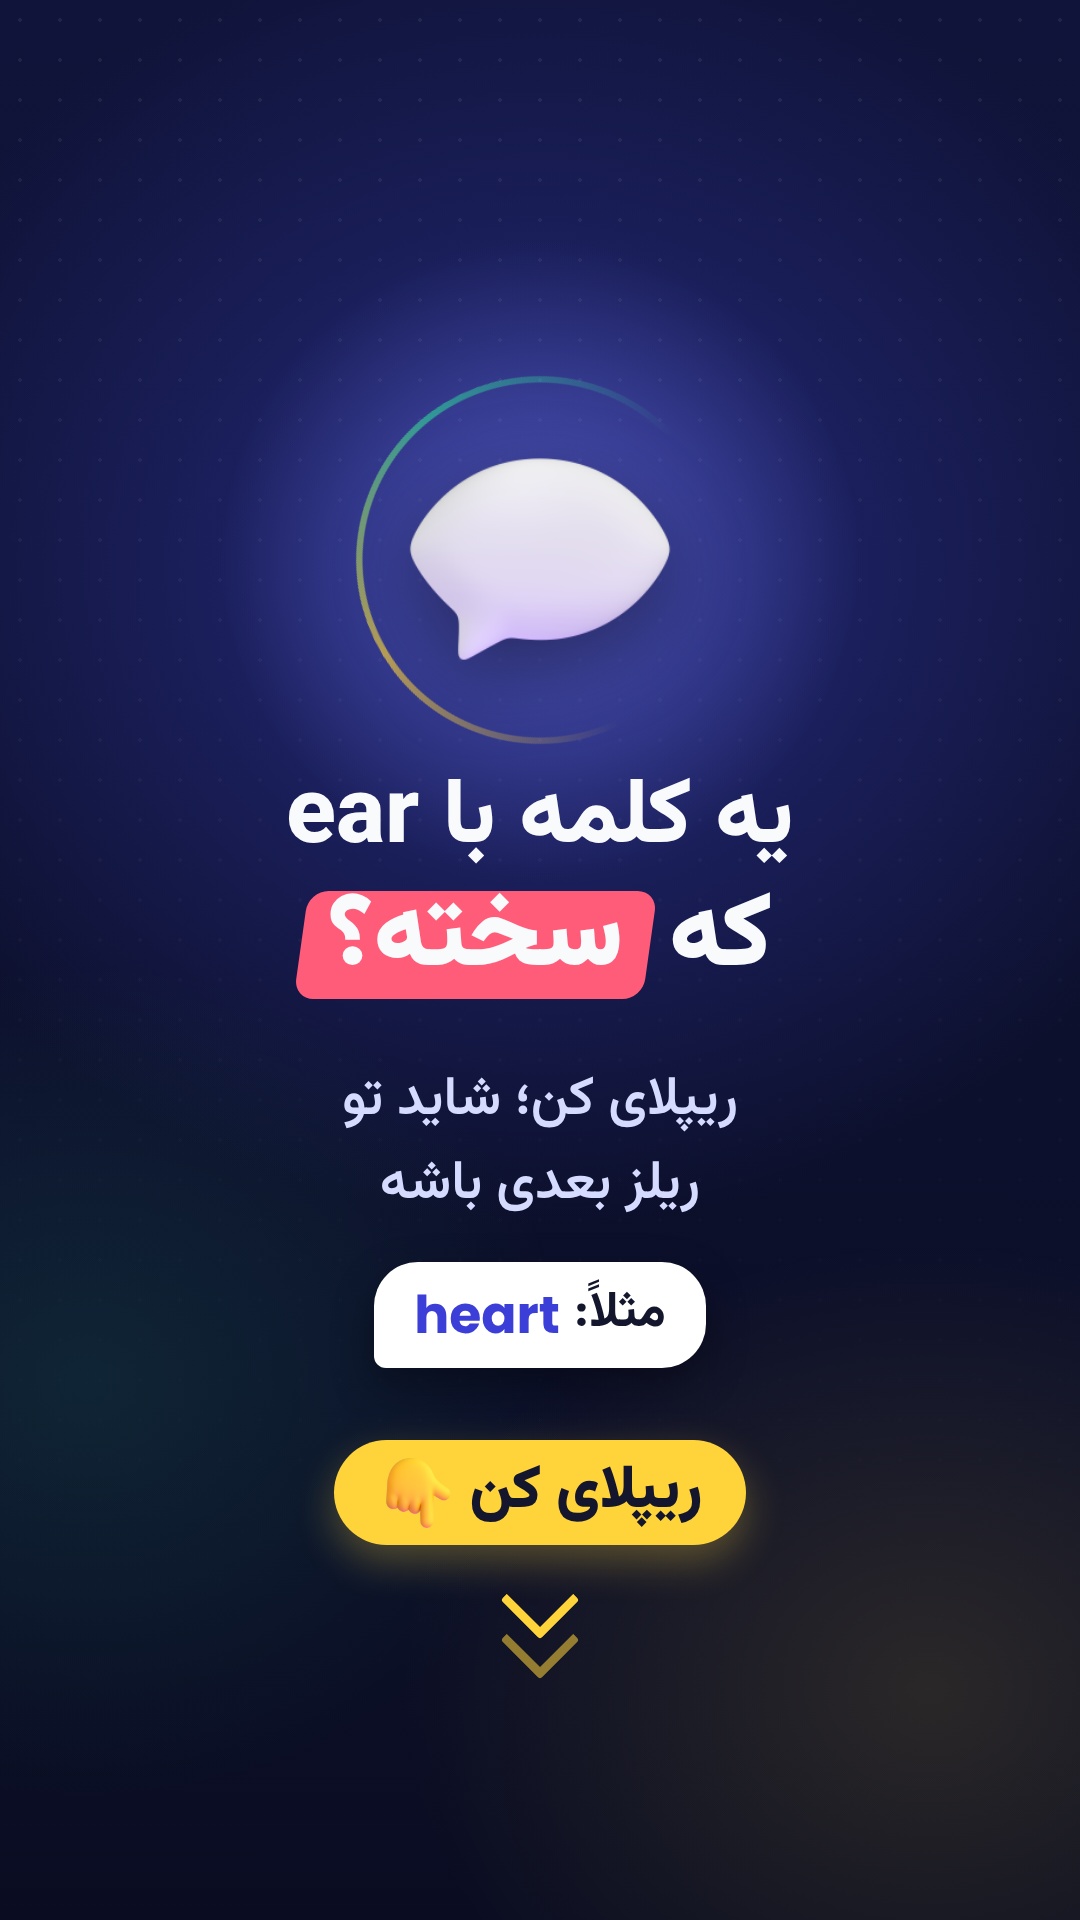 یه کلمه با ear
که سخته؟
ریپلای کن؛ شاید تو
ریلز بعدی باشه
مثلاً: heart
ریپلای کن 👇